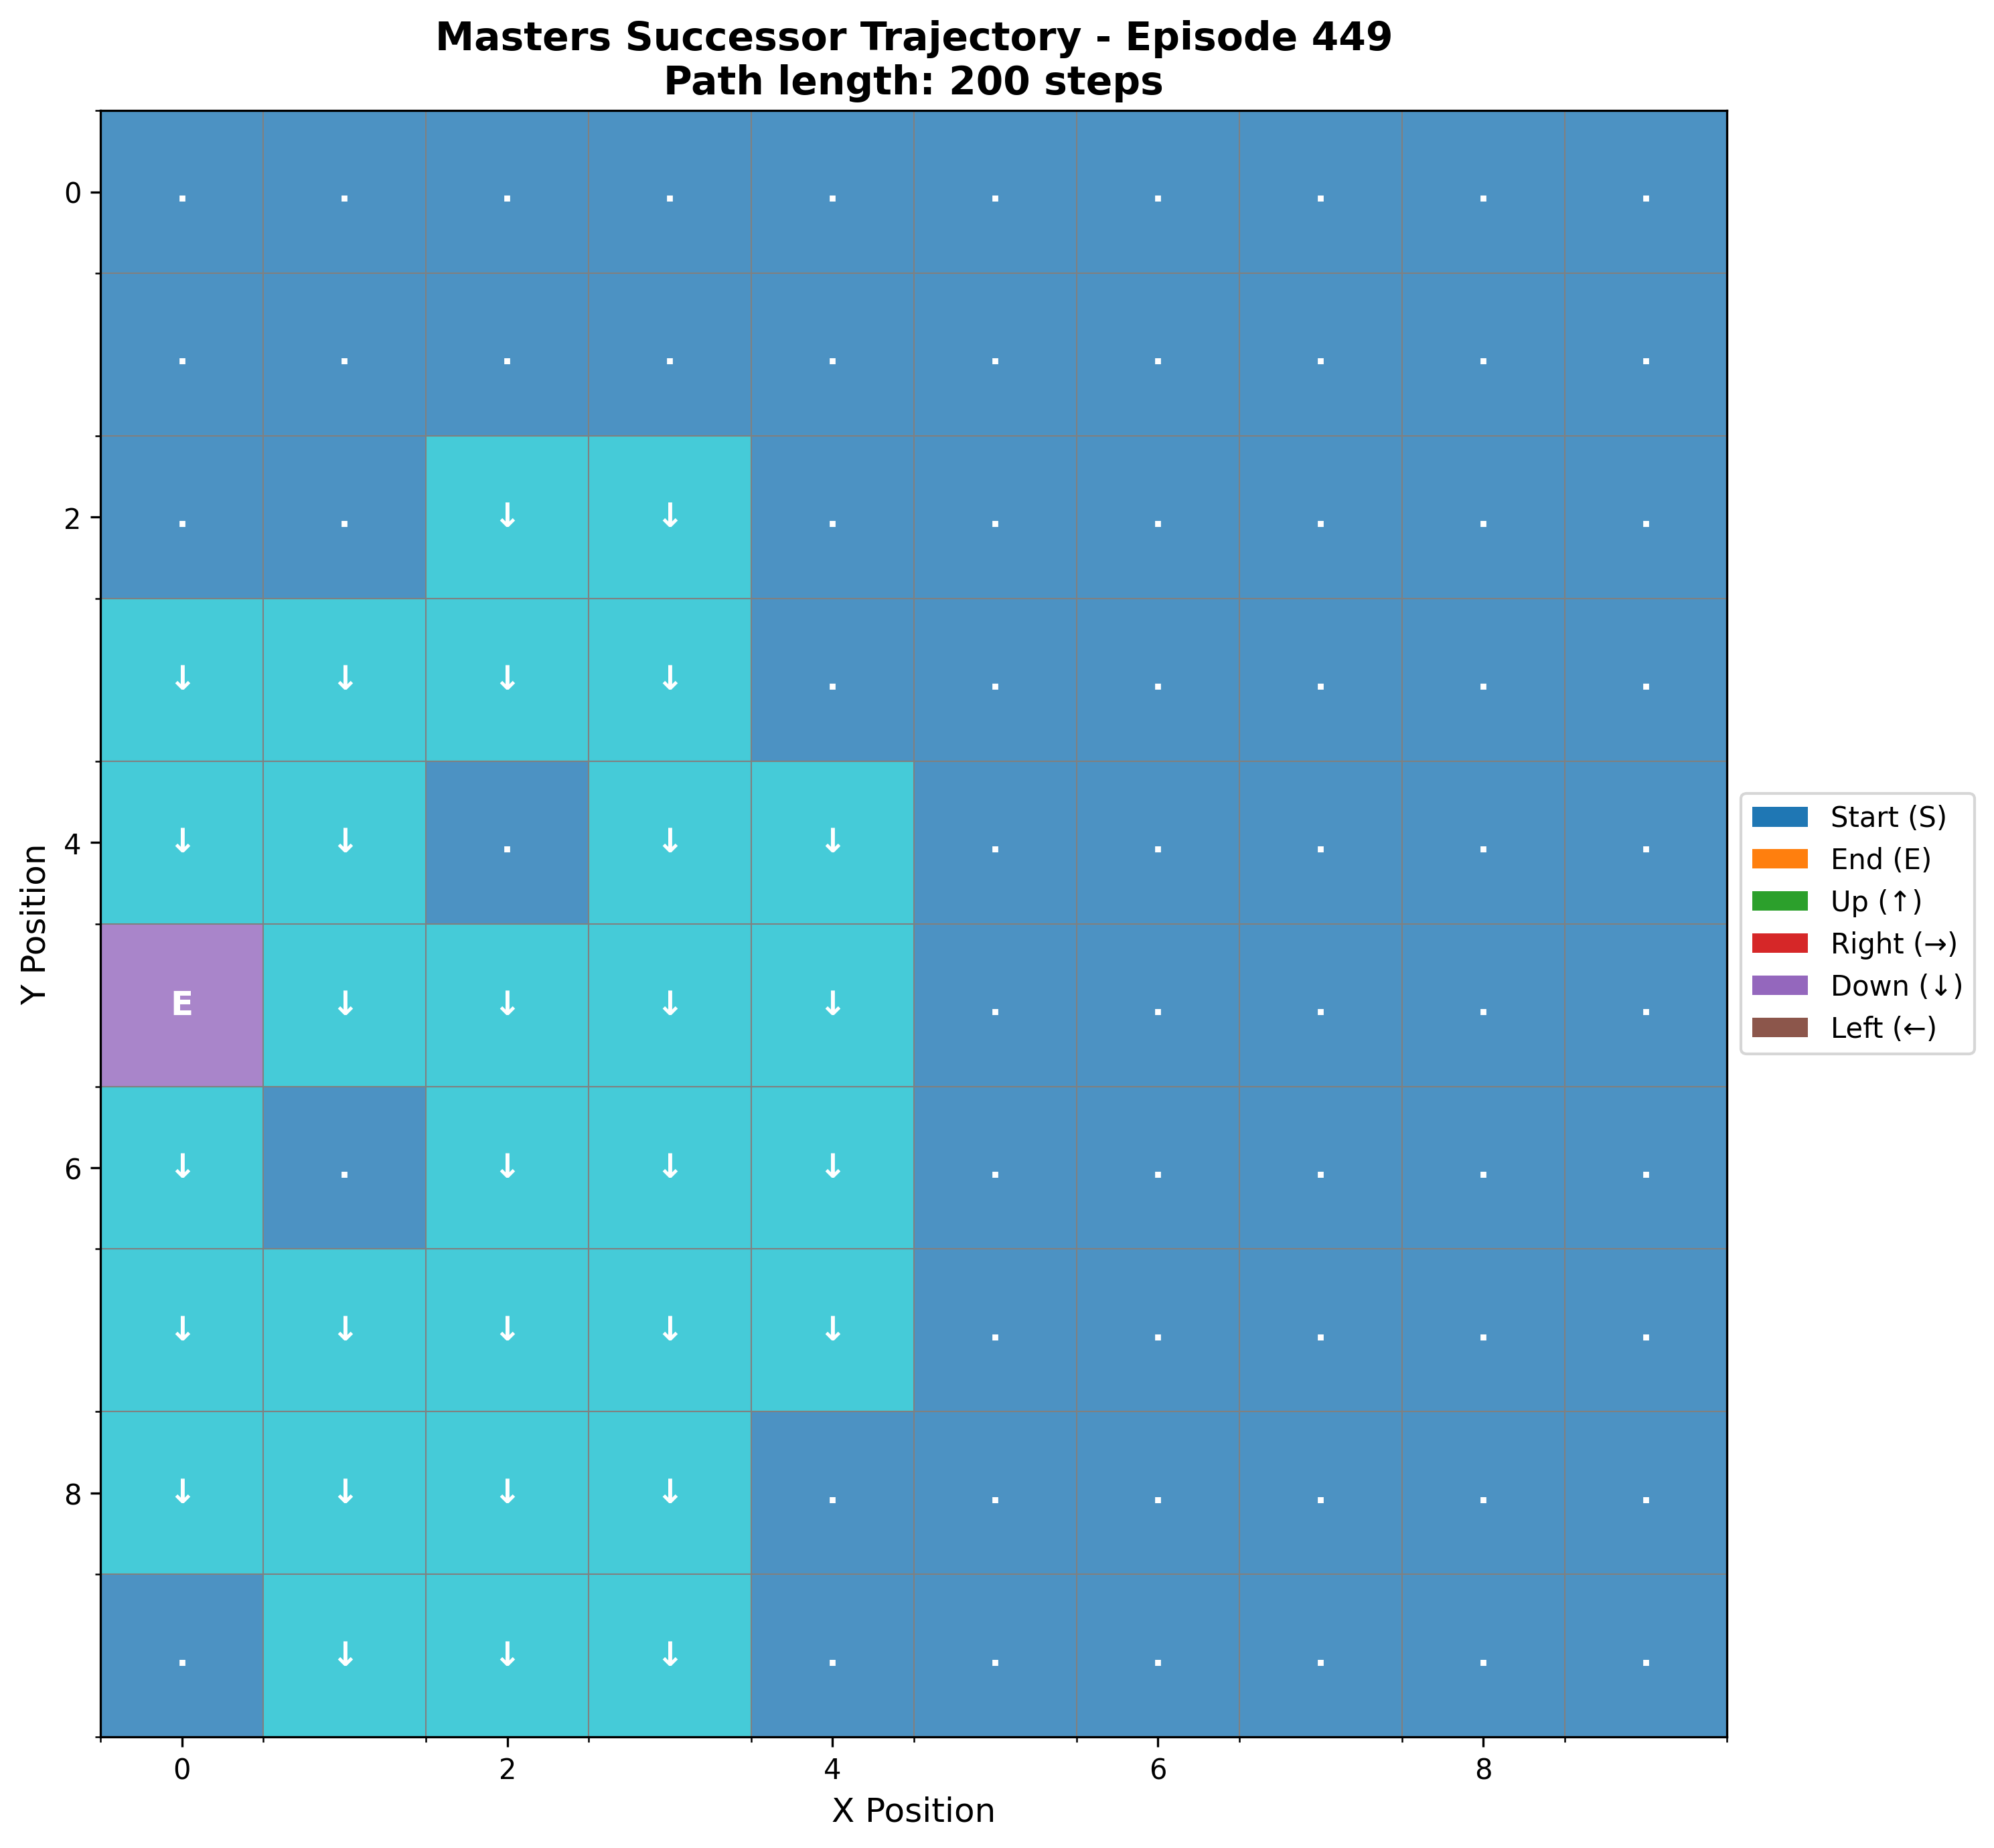 Masters Successor Trajectory - Episode 449
Path length: 200 steps
0 . . . . . . . . . .
. . . . . . . . . .
2 . . ↓ ↓ . . . . . .
↓ ↓ ↓ ↓ . . . . . .
4 ↓ ↓ . ↓ ↓ . . . . .
E ↓ ↓ ↓ ↓ . . . . .
6 ↓ . ↓ ↓ ↓ . . . . .
↓ ↓ ↓ ↓ ↓ . . . . .
8 ↓ ↓ ↓ ↓ . . . . . .
. ↓ ↓ ↓ . . . . . .
0 2 4 6 8
X Position
Y Position
Start (S)
End (E)
Up (↑)
Right (→)
Down (↓)
Left (←)